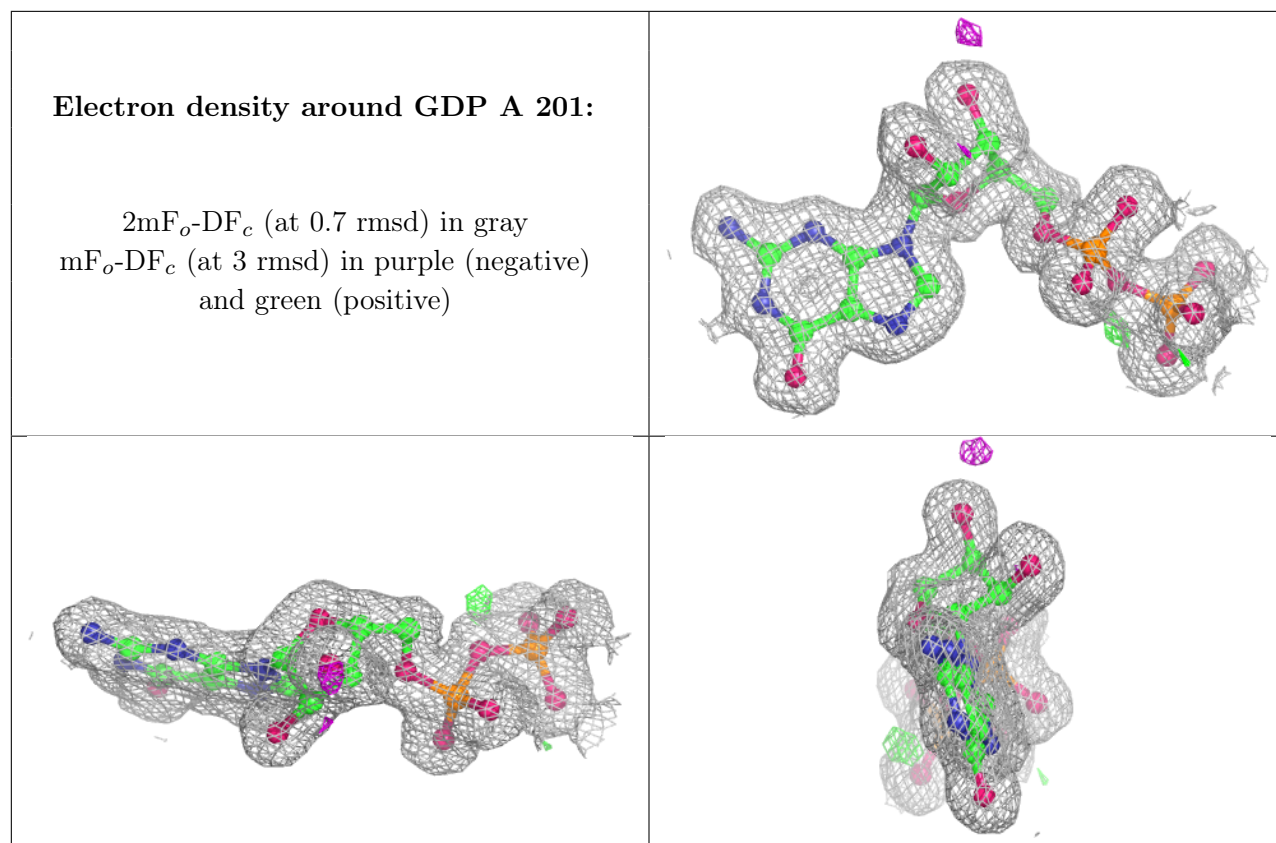 Electron density around GDP A 201:
2mFo-DFc (at 0.7 rmsd) in gray
mFo-DFc (at 3 rmsd) in purple (negative)
and green (positive)